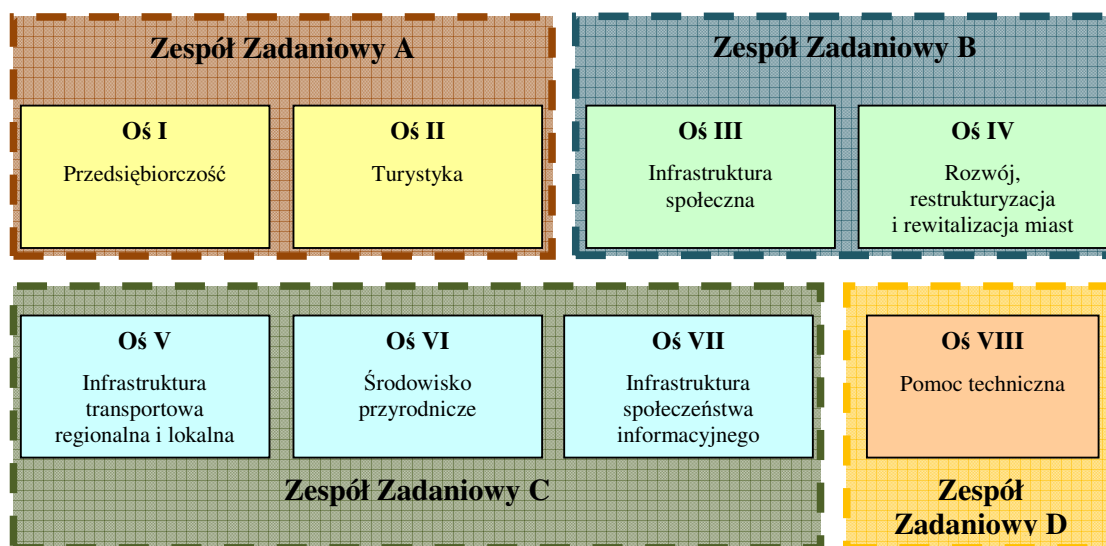 Zespół Zadaniowy A
Oś I
Przedsiębiorczość
Oś II
Turystyka
Zespół Zadaniowy B
Oś III
Infrastruktura
społeczna
Oś IV
Rozwój,
restrukturyzacja
i rewitalizacja miast
Oś V
Infrastruktura
transportowa
regionalna i lokalna
Oś VI
Środowisko
przyrodnicze
Oś VII
Infrastruktura
społeczeństwa
informacyjnego
Zespół Zadaniowy C
Oś VIII
Pomoc techniczna
Zespół
Zadaniowy D